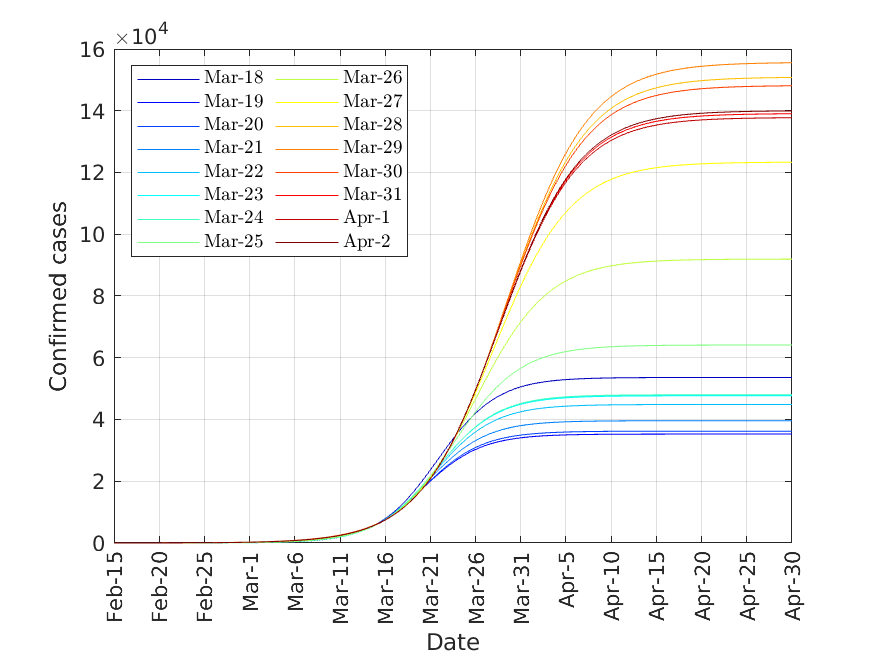 ×10⁴
16
14
12
10
8
6
4
2
0
Confirmed cases
Mar-18
Mar-19
Mar-20
Mar-21
Mar-22
Mar-23
Mar-24
Mar-25
Mar-26
Mar-27
Mar-28
Mar-29
Mar-30
Mar-31
Apr-1
Apr-2
Feb-15
Feb-20
Feb-25
Mar-1
Mar-6
Mar-11
Mar-16
Mar-21
Mar-26
Mar-31
Apr-5
Apr-10
Apr-15
Apr-20
Apr-25
Apr-30
Date